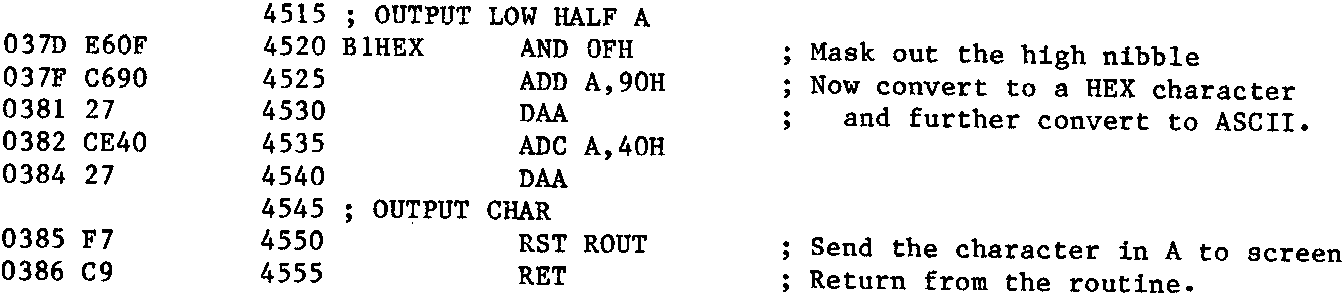 4515 ; OUTPUT LOW HALF A
037D E60F 4520 B1HEX AND 0FH ; Mask out the high nibble
037F C690 4525 ADD A,90H ; Now convert to a HEX character
0381 27 4530 DAA ; and further convert to ASCII.
0382 CE40 4535 ADC A,40H
0384 27 4540 DAA
4545 ; OUTPUT CHAR
0385 F7 4550 RST ROUT ; Send the character in A to screen
0386 C9 4555 RET ; Return from the routine.